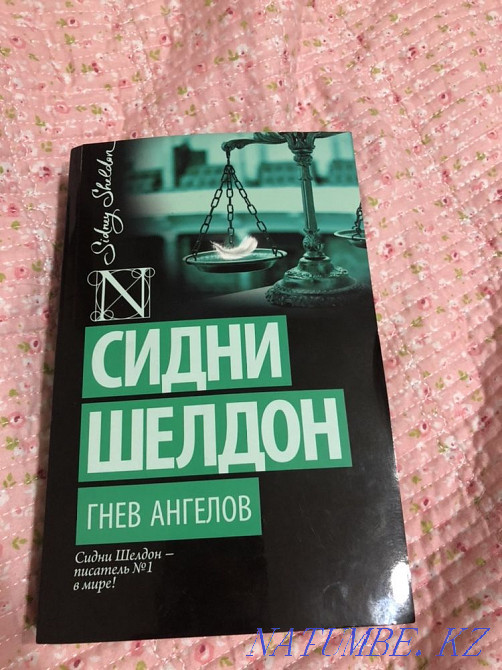 Sidney Sheldon
N
СИДНИ
ШЕЛДОН
ГНЕВ АНГЕЛОВ
Сидни Шелдон –
писатель №1
в мире!
NATUMBE.KZ